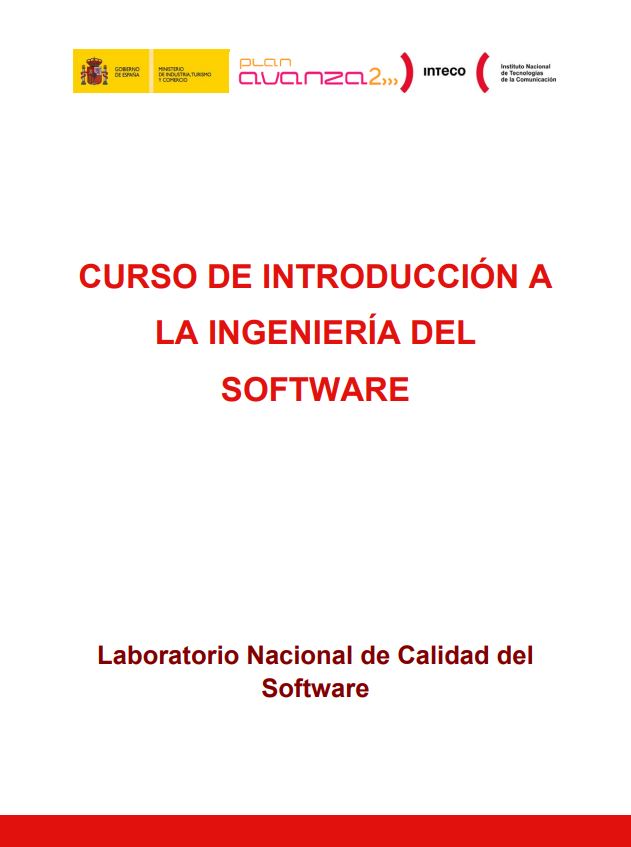 GOBIERNO
DE ESPAÑA
MINISTERIO
DE INDUSTRIA, TURISMO
Y COMERCIO
PLAN
avanza2
INTECO
Instituto Nacional
de Tecnologías
de la Comunicación
CURSO DE INTRODUCCIÓN A
LA INGENIERÍA DEL
SOFTWARE
Laboratorio Nacional de Calidad del
Software